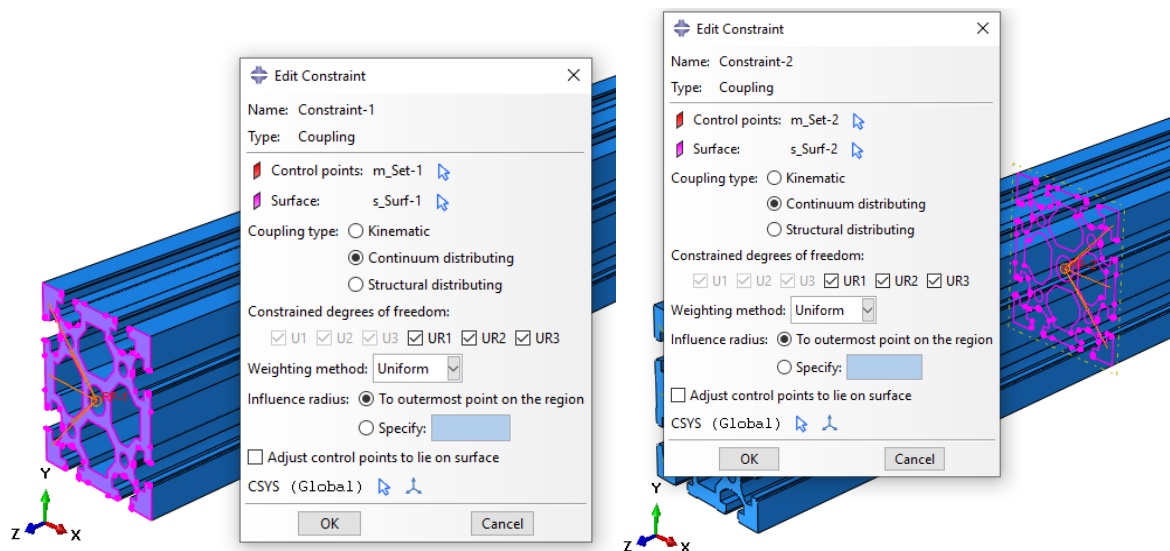 Edit Constraint
Name: Constraint-1
Type: Coupling
Control points: m_Set-1
Surface: s_Surf-1
Coupling type: Kinematic
Continuum distributing
Structural distributing
Constrained degrees of freedom:
U1 U2 U3 UR1 UR2 UR3
Weighting method: Uniform
Influence radius: To outermost point on the region
Specify:
Adjust control points to lie on surface
CSYS (Global)
OK Cancel
Y
Z X
Edit Constraint
Name: Constraint-2
Type: Coupling
Control points: m_Set-2
Surface: s_Surf-2
Coupling type: Kinematic
Continuum distributing
Structural distributing
Constrained degrees of freedom:
U1 U2 U3 UR1 UR2 UR3
Weighting method: Uniform
Influence radius: To outermost point on the region
Specify:
Adjust control points to lie on surface
CSYS (Global)
OK Cancel
Y
Z X